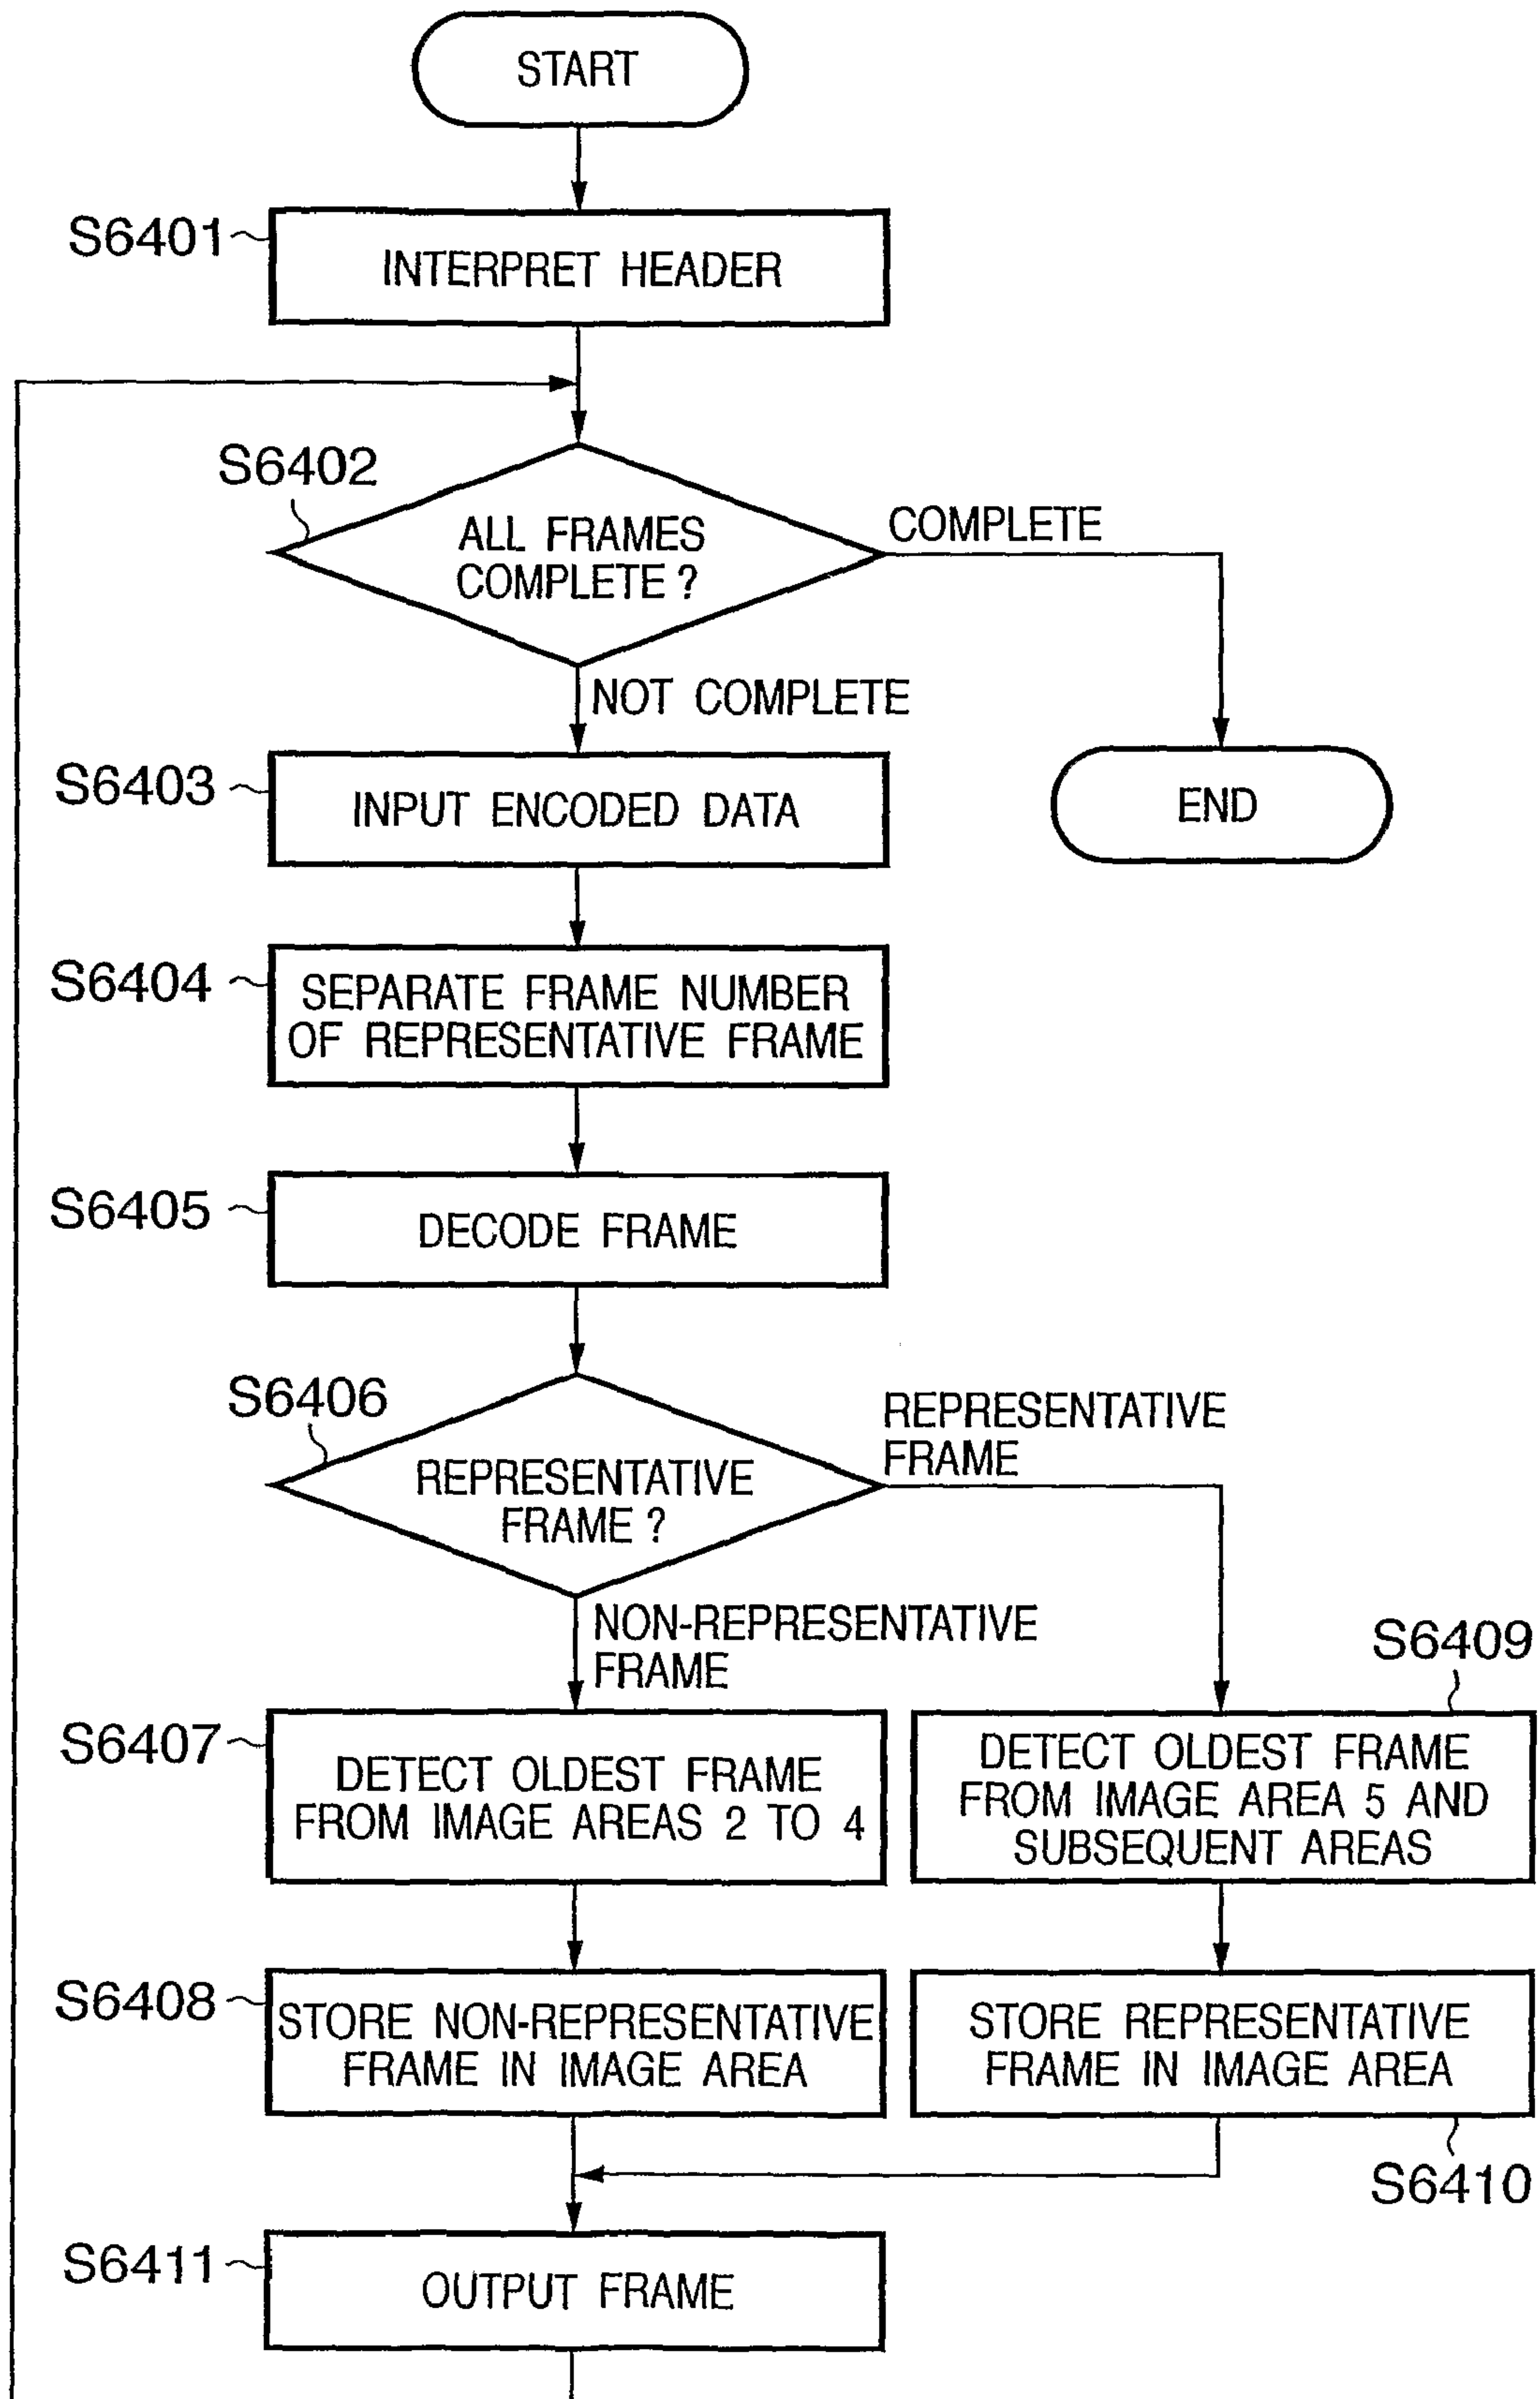 START
S6401
INTERPRET HEADER
S6402
ALL FRAMES
COMPLETE ?
COMPLETE
NOT COMPLETE
S6403
INPUT ENCODED DATA
END
S6404
SEPARATE FRAME NUMBER
OF REPRESENTATIVE FRAME
S6405
DECODE FRAME
S6406
REPRESENTATIVE
FRAME ?
REPRESENTATIVE
FRAME
NON-REPRESENTATIVE
FRAME
S6407
DETECT OLDEST FRAME
FROM IMAGE AREAS 2 TO 4
S6409
DETECT OLDEST FRAME
FROM IMAGE AREA 5 AND
SUBSEQUENT AREAS
S6408
STORE NON-REPRESENTATIVE
FRAME IN IMAGE AREA
STORE REPRESENTATIVE
FRAME IN IMAGE AREA
S6410
S6411
OUTPUT FRAME